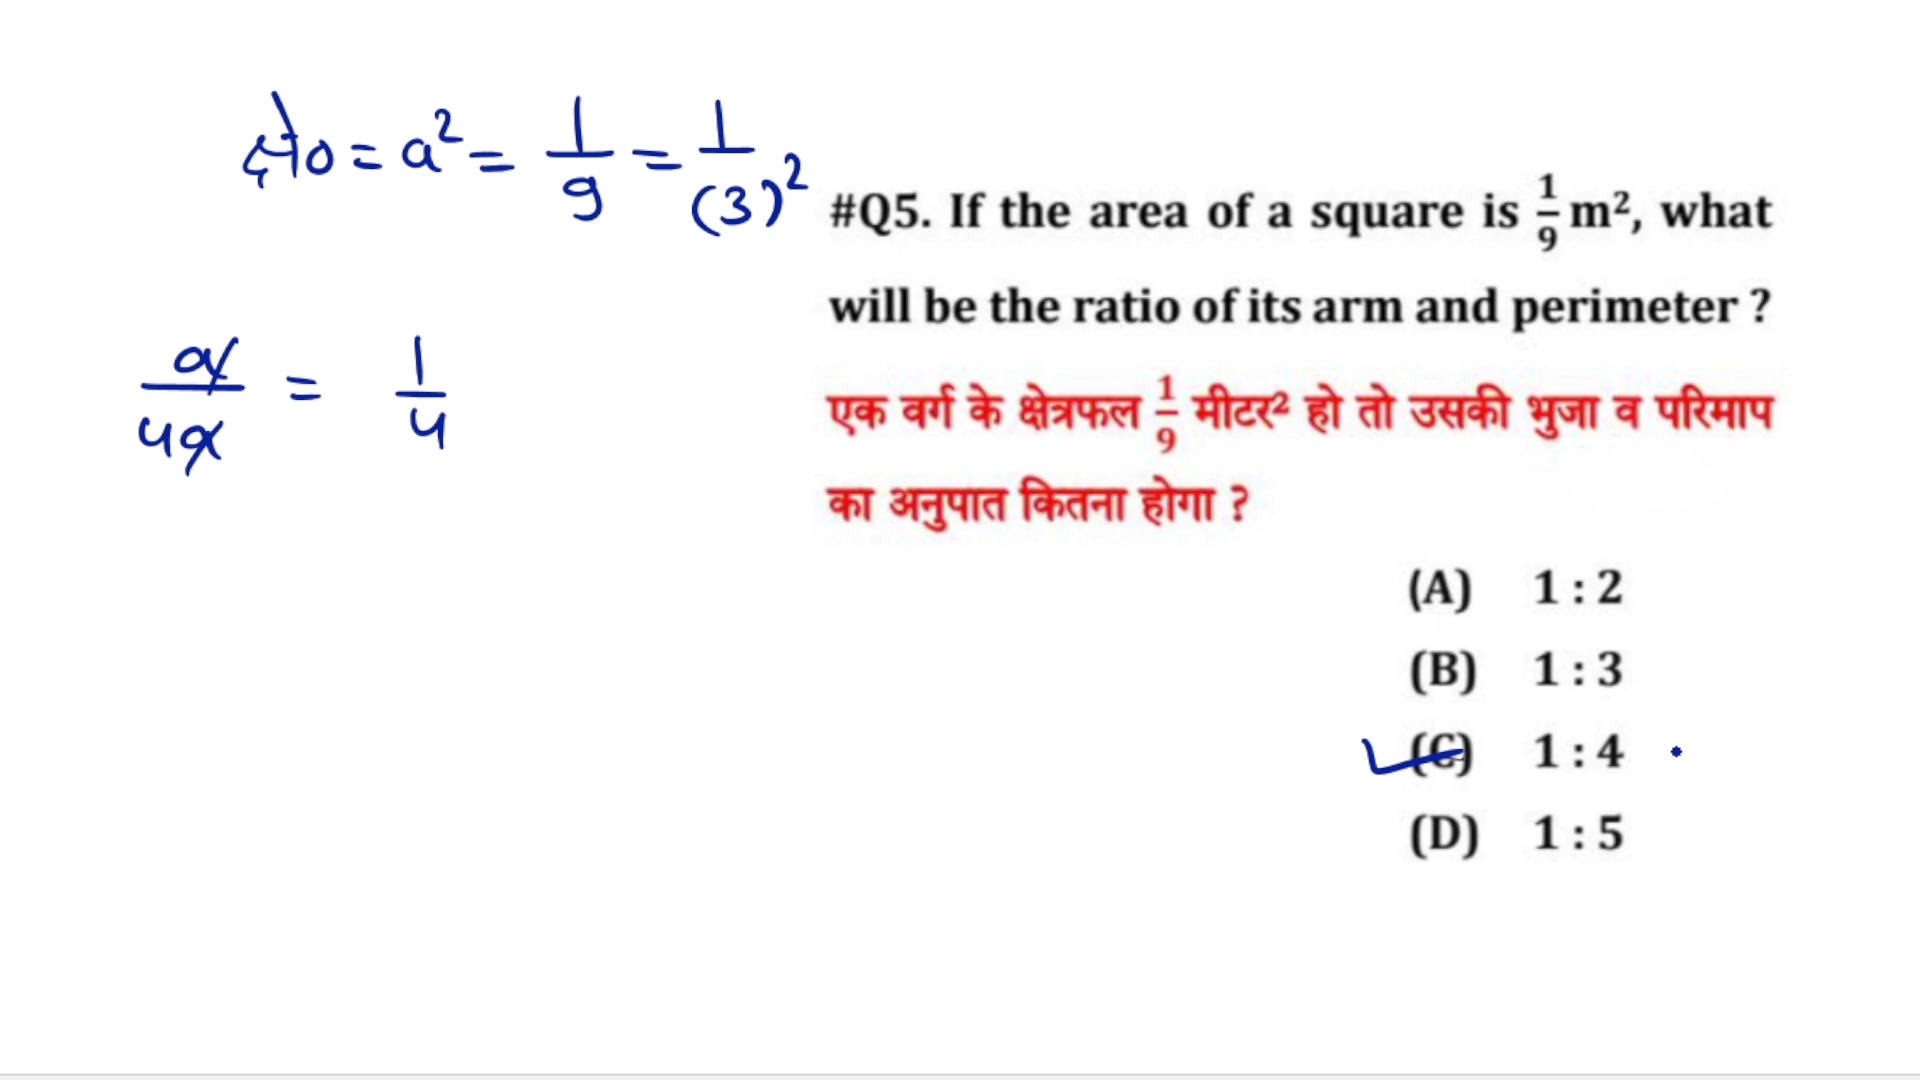 क्षे० = a² = 1/9 = 1/(3)²
a/4a = 1/4
#Q5. If the area of a square is 1/9 m², what
will be the ratio of its arm and perimeter ?
एक वर्ग के क्षेत्रफल 1/9 मीटर² हो तो उसकी भुजा व परिमाप
का अनुपात कितना होगा ?
(A) 1 : 2
(B) 1 : 3
(C) 1 : 4
(D) 1 : 5